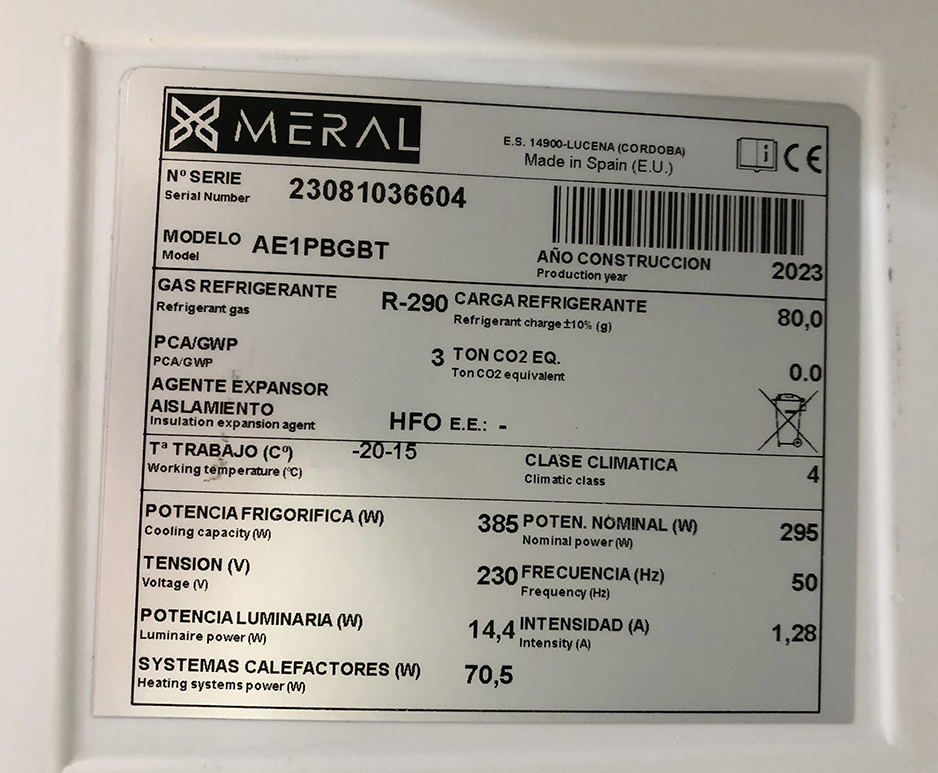 MERAL
E.S. 14900-LUCENA (CORDOBA)
Made in Spain (E.U.)
Nº SERIE 23081036604
Serial Number
MODELO AE1PBGBT
Model
AÑO CONSTRUCCION 2023
Production year
GAS REFRIGERANTE R-290 CARGA REFRIGERANTE 80,0
Refrigerant gas Refrigerant charge±10% (g)
PCA/GWP 3 TON CO2 EQ. 0.0
PCA/GWP Ton CO2 equivalent
AGENTE EXPANSOR
AISLAMIENTO HFO E.E.: -
Insulation expansion agent
Tª TRABAJO (Cº) -20-15 CLASE CLIMATICA 4
Working temperature (ºC) Climatic class
POTENCIA FRIGORIFICA (W) 385 POTEN. NÓMINAL (W) 295
Cooling capacity (W) Nominal power (W)
TENSION (V) 230 FRECUENCIA (Hz) 50
Voltage (V) Frequency (Hz)
POTENCIA LUMINARIA (W) 14,4 INTENSIDAD (A) 1,28
Luminaire power (W) Intensity (A)
SYSTEMAS CALEFACTORES (W) 70,5
Heating systems power (W)